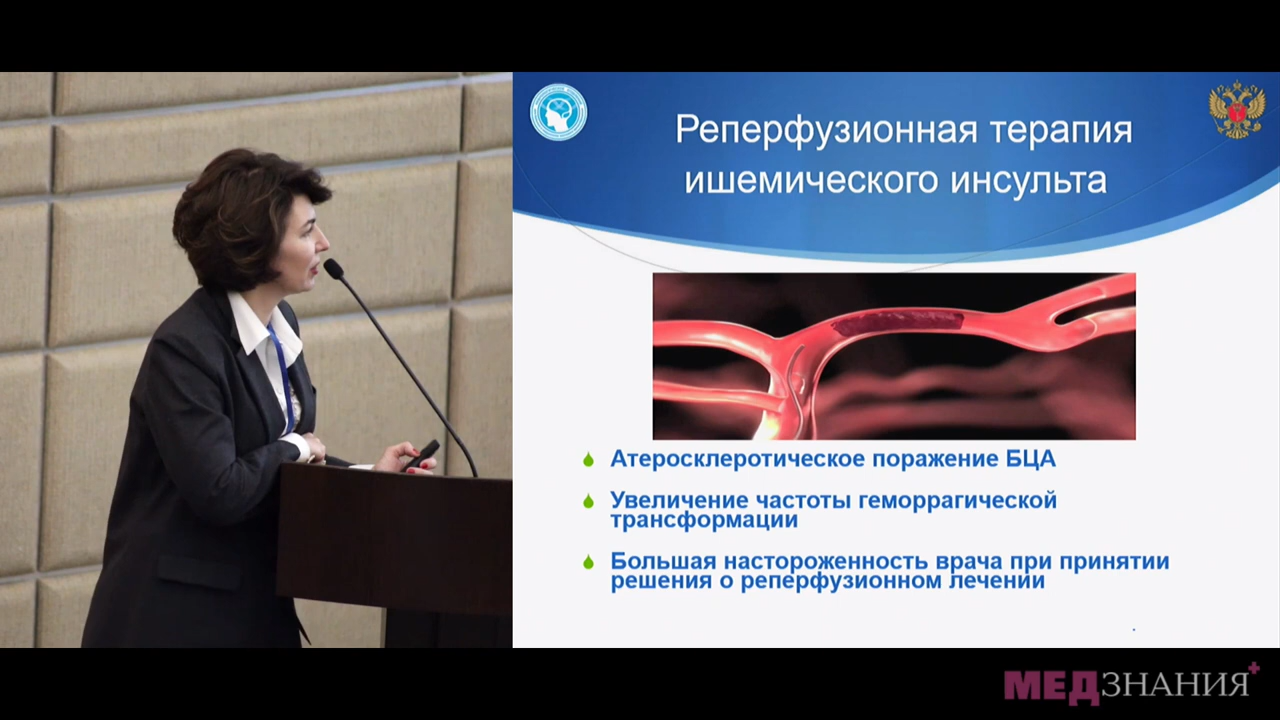 Реперфузионная терапия
ишемического инсульта
Атеросклеротическое поражение БЦА
Увеличение частоты геморрагической
трансформации
Большая настороженность врача при принятии
решения о реперфузионном лечении
МЕДЗНАНИЯ+